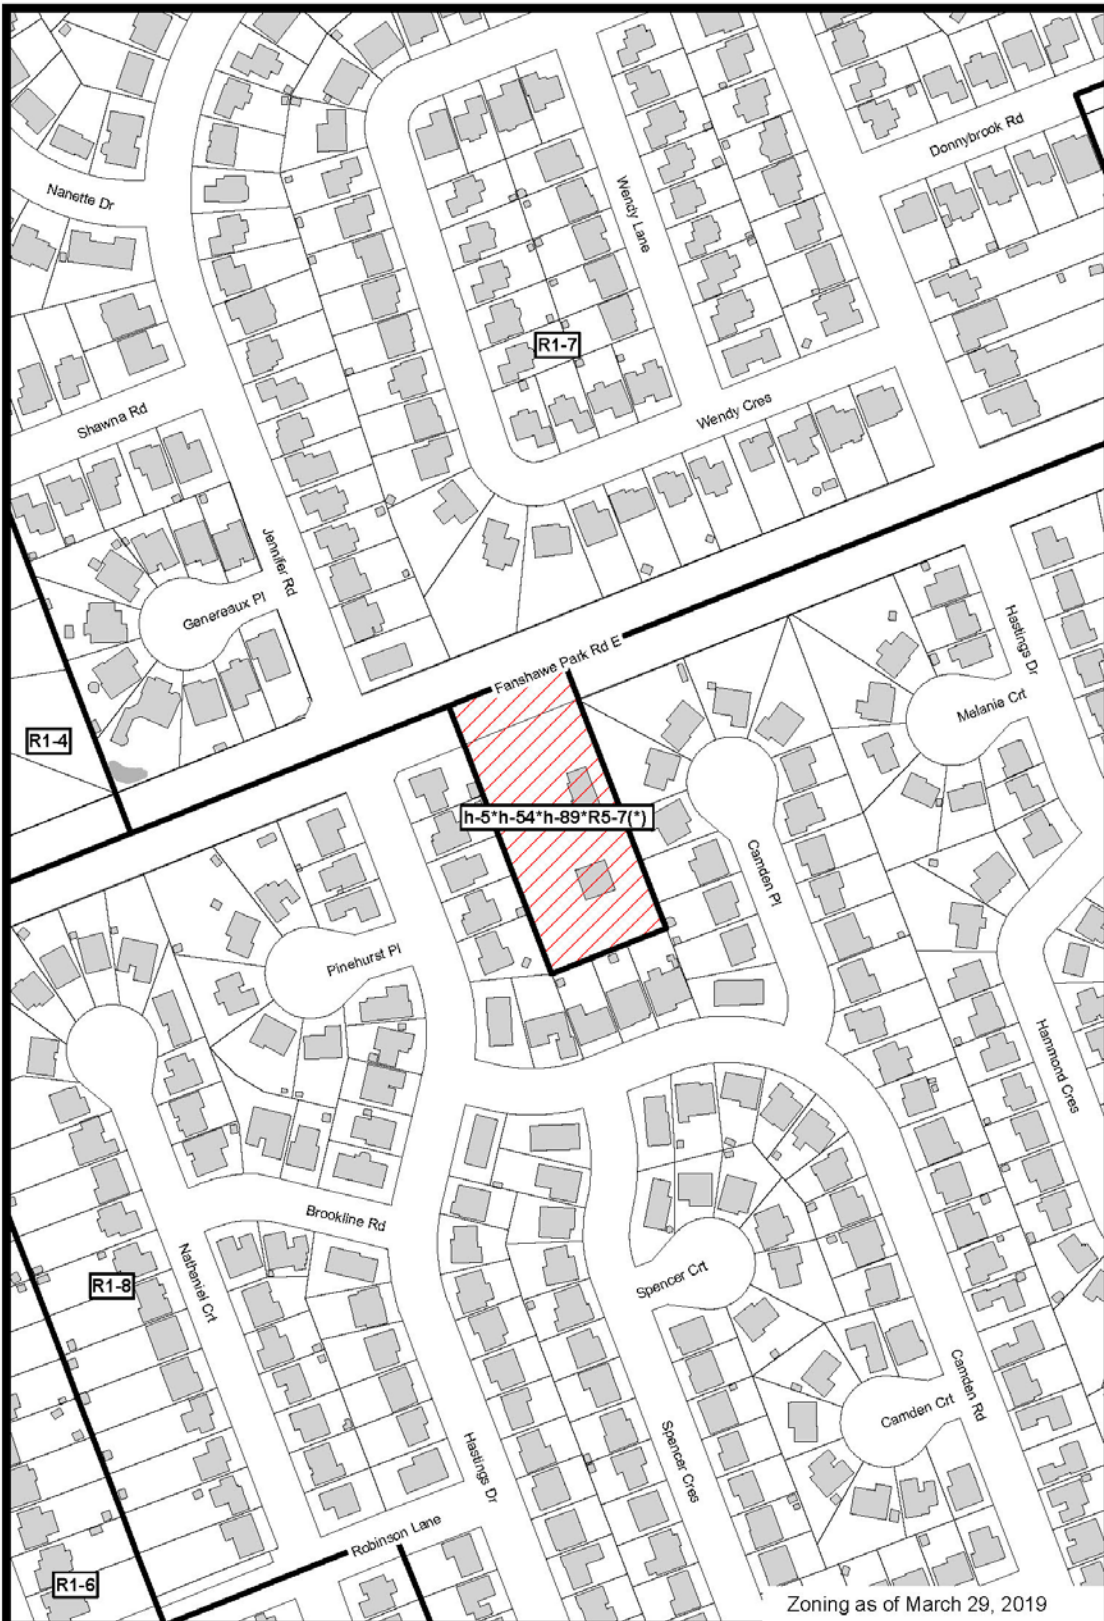 Donnybrook Rd
Nanette Dr
Wendy Lane
R1-7
Wendy Cres
Shawna Rd
Jennifer Rd
Genereaux Pl
Hastings Dr
Fanshawe Park Rd E
Melanie Crt
R1-4
h-5*h-54*h-89*R5-7(*)
Camden Pl
Pinehurst Pl
Hammond Cres
Brookline Rd
Nathaniel Crt
R1-8
Spencer Crt
Camden Rd
Camden Crt
Spencer Cres
Hastings Dr
Robinson Lane
R1-6
Zoning as of March 29, 2019